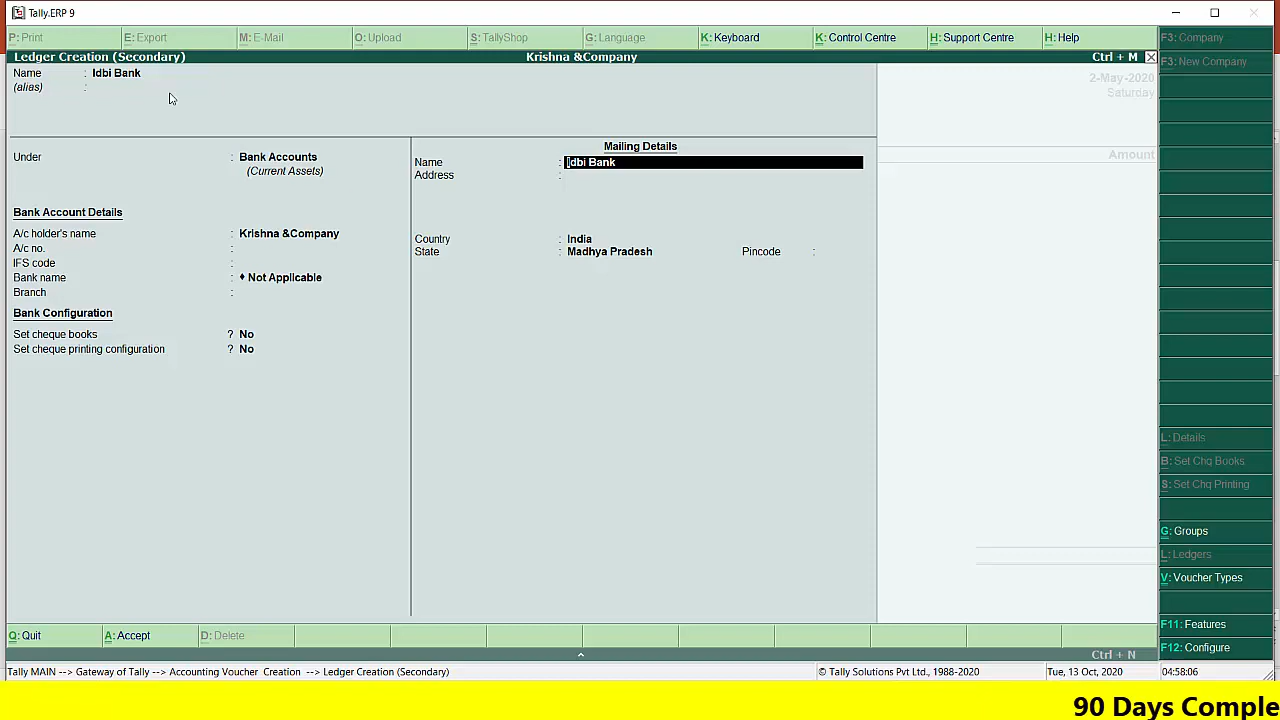 Tally.ERP 9
P: Print E: Export M: E-Mail O: Upload S: TallyShop G: Language K: Keyboard K: Control Centre H: Support Centre H: Help F3: Company
Ledger Creation (Secondary) Krishna &Company Ctrl + M
F3: New Company
Name : Idbi Bank
(alias) :
2-May-2020
Saturday
Mailing Details
Under : Bank Accounts
(Current Assets)
Name : Idbi Bank
Address :
Amount
Bank Account Details
A/c holder's name : Krishna &Company
A/c no. :
IFS code :
Bank name : ♦ Not Applicable
Branch :
Country : India
State : Madhya Pradesh Pincode :
Bank Configuration
Set cheque books ? No
Set cheque printing configuration ? No
L: Details
B: Set Chq Books
S: Set Chq Printing
G: Groups
L: Ledgers
V: Voucher Types
F11: Features
F12: Configure
Q: Quit A: Accept D: Delete
Ctrl + N
Tally MAIN --> Gateway of Tally --> Accounting Voucher Creation --> Ledger Creation (Secondary) © Tally Solutions Pvt Ltd., 1988-2020 Tue, 13 Oct, 2020 04:58:06
90 Days Comple